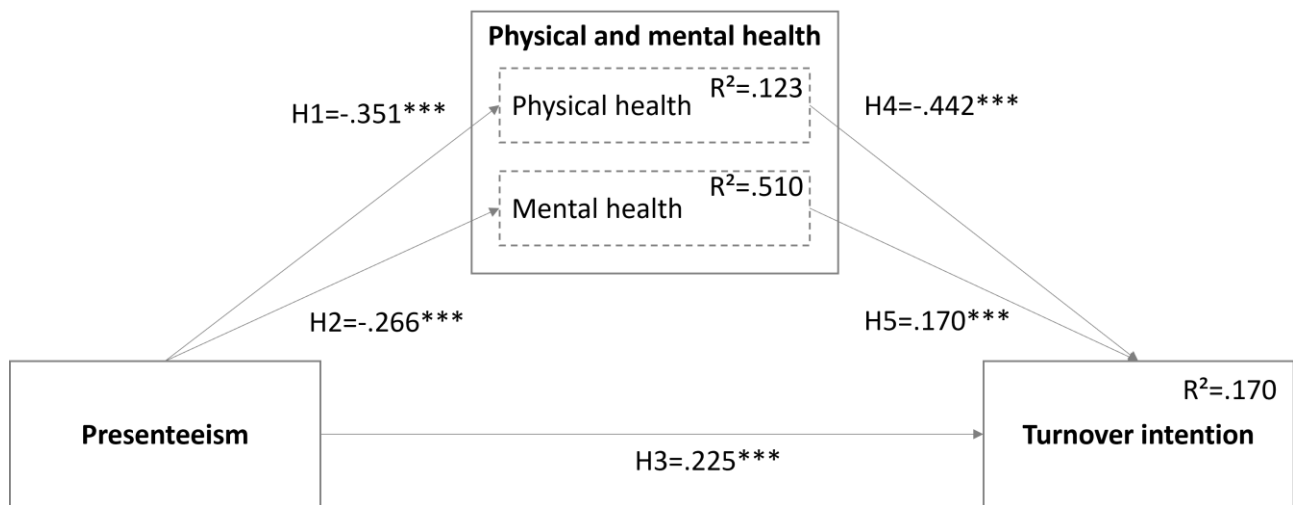 Physical and mental health
R²=.123
Physical health
H1=-.351***
H4=-.442***
R²=.510
Mental health
H2=-.266***
H5=.170***
R²=.170
Presenteeism
Turnover intention
H3=.225***